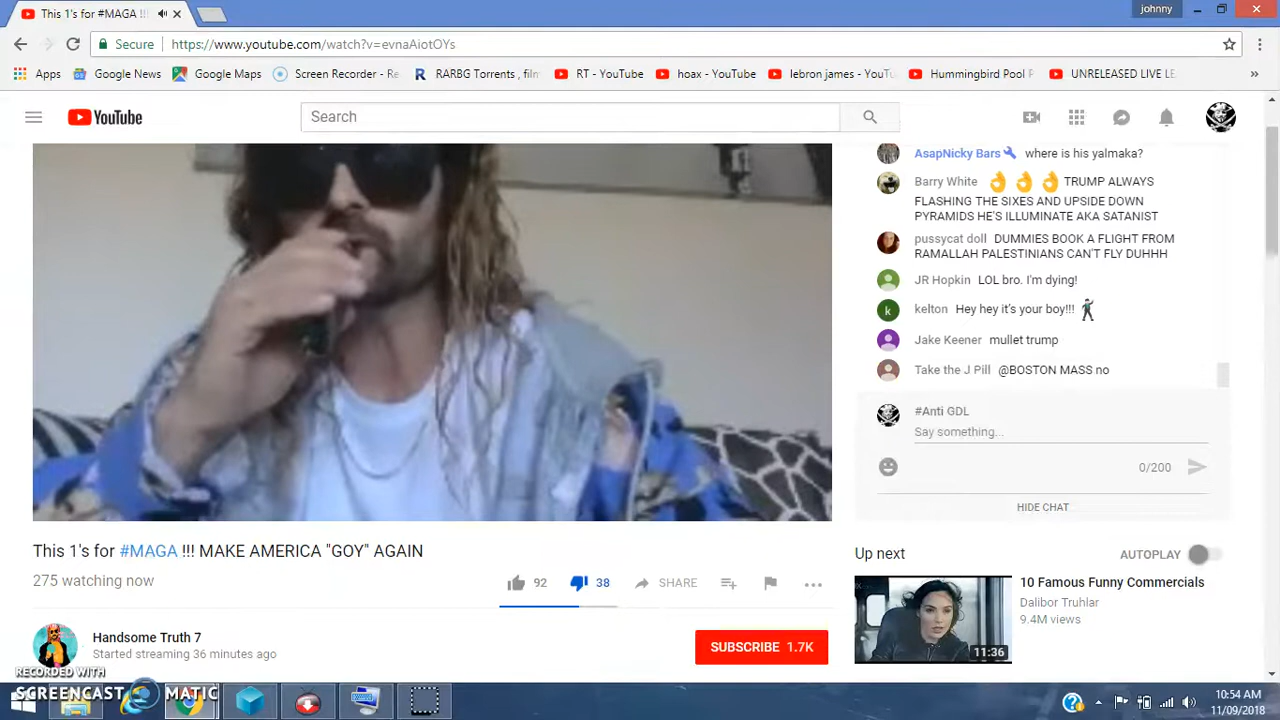 This 1's for #MAGA !!!
johnny
Secure https://www.youtube.com/watch?v=evnaAiotOYs
Apps Google News Google Maps Screen Recorder - Re RARBG Torrents , film RT - YouTube hoax - YouTube lebron james - YouTu Hummingbird Pool P UNRELEASED LIVE LE »
YouTube
Search
AsapNicky Bars where is his yalmaka?
Barry White 👌 👌 👌 TRUMP ALWAYS
FLASHING THE SIXES AND UPSIDE DOWN
PYRAMIDS HE'S ILLUMINATE AKA SATANIST
pussycat doll DUMMIES BOOK A FLIGHT FROM
RAMALLAH PALESTINIANS CAN'T FLY DUHHH
JR Hopkin LOL bro. I'm dying!
k kelton Hey hey it's your boy!!!
Jake Keener mullet trump
Take the J Pill @BOSTON MASS no
#Anti GDL
Say something...
0/200
HIDE CHAT
This 1's for #MAGA !!! MAKE AMERICA "GOY" AGAIN
275 watching now
92 38 SHARE
Handsome Truth 7
Started streaming 36 minutes ago
SUBSCRIBE 1.7K
Up next
AUTOPLAY
10 Famous Funny Commercials
Dalibor Truhlar
9.4M views
11:36
RECORDED WITH
SCREENCAST MATIC
10:54 AM
11/09/2018